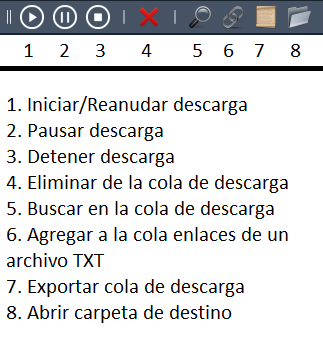 1 2 3 4 5 6 7 8
1. Iniciar/Reanudar descarga
2. Pausar descarga
3. Detener descarga
4. Eliminar de la cola de descarga
5. Buscar en la cola de descarga
6. Agregar a la cola enlaces de un
archivo TXT
7. Exportar cola de descarga
8. Abrir carpeta de destino